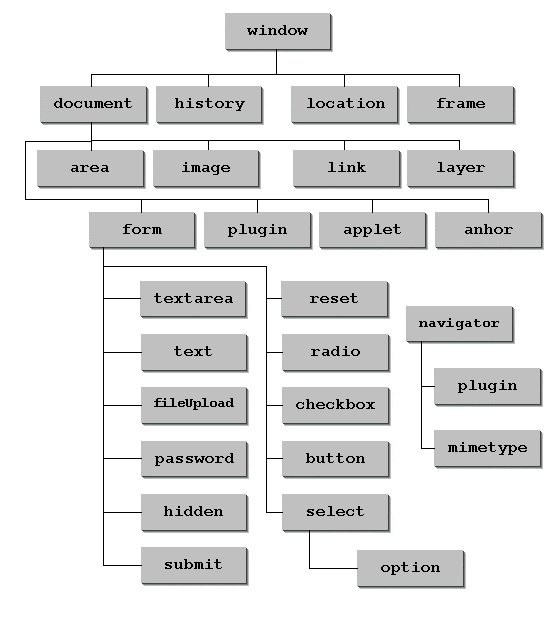 window
document
history
location
frame
area
image
link
layer
form
plugin
applet
anhor
textarea
reset
navigator
text
radio
plugin
fileUpload
checkbox
password
button
mimetype
hidden
select
submit
option